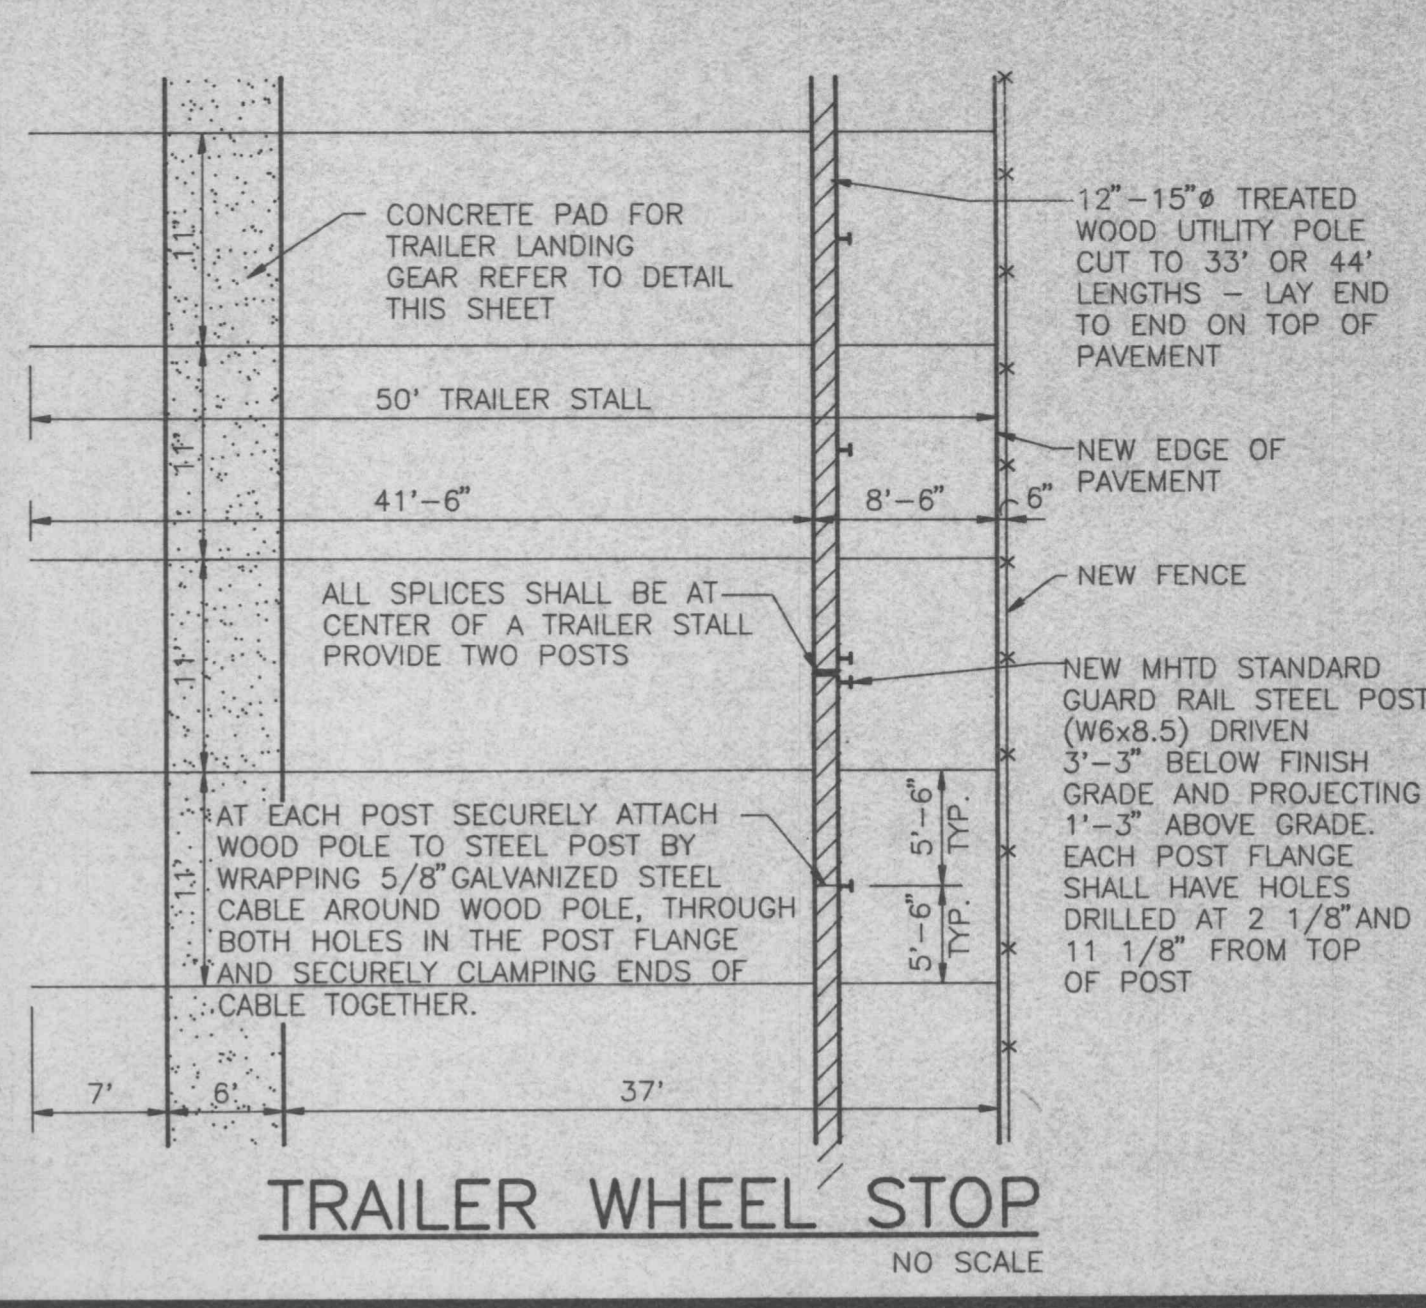 CONCRETE PAD FOR
TRAILER LANDING
GEAR REFER TO DETAIL
THIS SHEET
12"-15"ø TREATED
WOOD UTILITY POLE
CUT TO 33' OR 44'
LENGTHS - LAY END
TO END ON TOP OF
PAVEMENT
11'
50' TRAILER STALL
11'
NEW EDGE OF
PAVEMENT
41'-6"
8'-6"
6"
NEW FENCE
ALL SPLICES SHALL BE AT
CENTER OF A TRAILER STALL
PROVIDE TWO POSTS
11'
NEW MHTD STANDARD
GUARD RAIL STEEL POST
(W6x8.5) DRIVEN
3'-3" BELOW FINISH
GRADE AND PROJECTING
1'-3" ABOVE GRADE.
EACH POST FLANGE
SHALL HAVE HOLES
DRILLED AT 2 1/8" AND
11 1/8" FROM TOP
OF POST
AT EACH POST SECURELY ATTACH
WOOD POLE TO STEEL POST BY
WRAPPING 5/8" GALVANIZED STEEL
CABLE AROUND WOOD POLE, THROUGH
BOTH HOLES IN THE POST FLANGE
AND SECURELY CLAMPING ENDS OF
CABLE TOGETHER.
11'
5'-6"
TYP.
5'-6"
TYP.
7'
6'
37'
TRAILER WHEEL STOP
NO SCALE